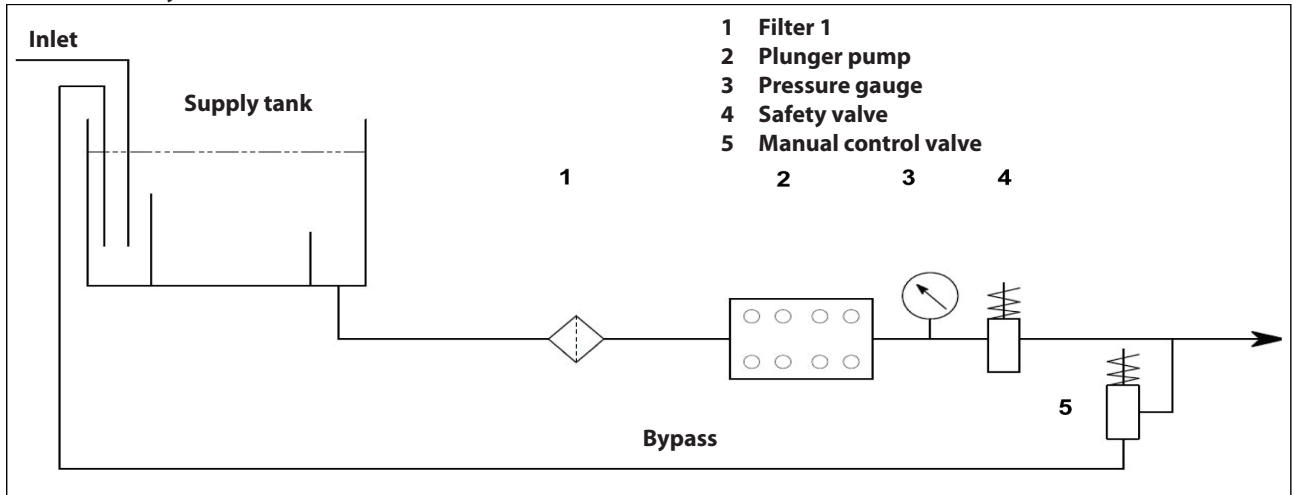 Inlet
Supply tank
1 Filter 1
2 Plunger pump
3 Pressure gauge
4 Safety valve
5 Manual control valve
1
2
3
4
5
Bypass